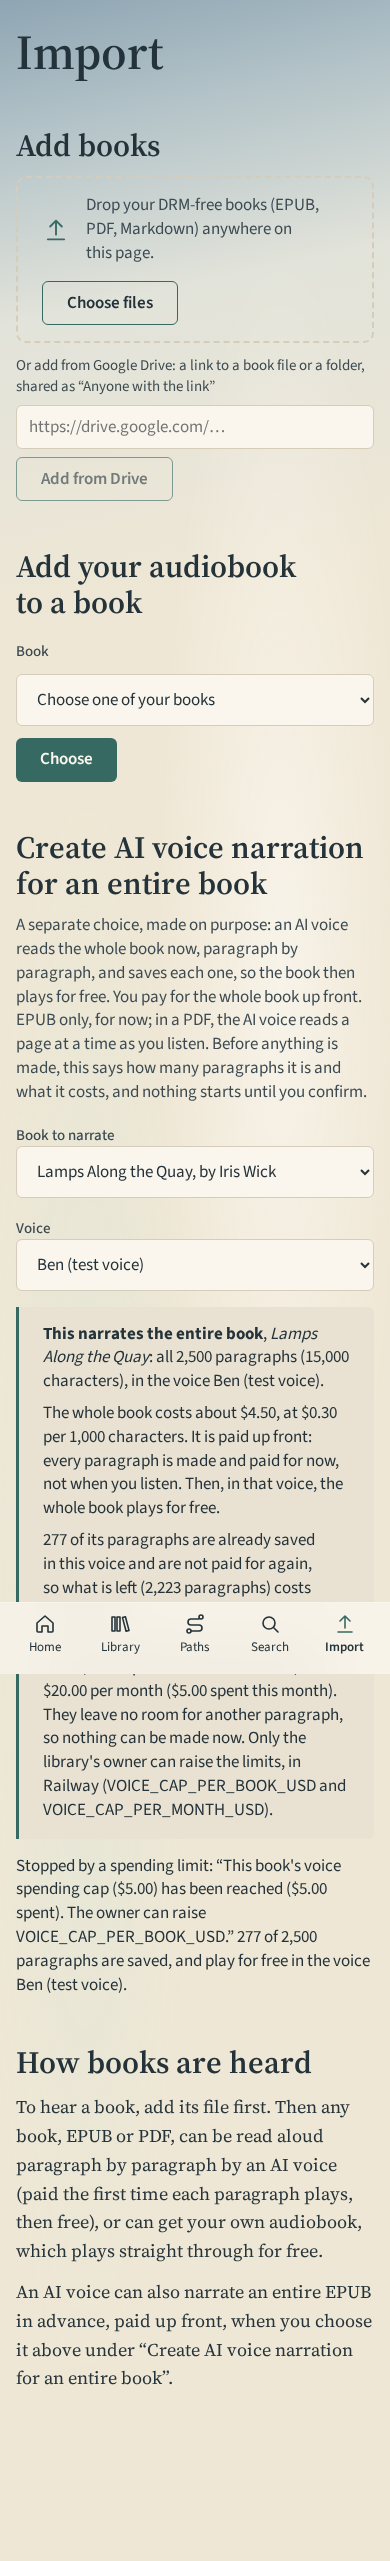 Import
Add books
Drop your DRM-free books (EPUB,
PDF, Markdown) anywhere on
this page.
Choose files
Or add from Google Drive: a link to a book file or a folder,
shared as “Anyone with the link”
https://drive.google.com/…
Add from Drive
Add your audiobook
to a book
Book
Choose one of your books
Choose
Create AI voice narration
for an entire book
A separate choice, made on purpose: an AI voice
reads the whole book now, paragraph by
paragraph, and saves each one, so the book then
plays for free. You pay for the whole book up front.
EPUB only, for now; in a PDF, the AI voice reads a
page at a time as you listen. Before anything is
made, this says how many paragraphs it is and
what it costs, and nothing starts until you confirm.
Book to narrate
Lamps Along the Quay, by Iris Wick
Voice
Ben (test voice)
This narrates the entire book, Lamps
Along the Quay: all 2,500 paragraphs (15,000
characters), in the voice Ben (test voice).
The whole book costs about $4.50, at $0.30
per 1,000 characters. It is paid up front:
every paragraph is made and paid for now,
not when you listen. Then, in that voice, the
whole book plays for free.
277 of its paragraphs are already saved
in this voice and are not paid for again,
so what is left (2,223 paragraphs) costs
Home
Library
Paths
Search
Import
$20.00 per month ($5.00 spent this month).
They leave no room for another paragraph,
so nothing can be made now. Only the
library's owner can raise the limits, in
Railway (VOICE_CAP_PER_BOOK_USD and
VOICE_CAP_PER_MONTH_USD).
Stopped by a spending limit: “This book's voice
spending cap ($5.00) has been reached ($5.00
spent). The owner can raise
VOICE_CAP_PER_BOOK_USD.” 277 of 2,500
paragraphs are saved, and play for free in the voice
Ben (test voice).
How books are heard
To hear a book, add its file first. Then any
book, EPUB or PDF, can be read aloud
paragraph by paragraph by an AI voice
(paid the first time each paragraph plays,
then free), or can get your own audiobook,
which plays straight through for free.
An AI voice can also narrate an entire EPUB
in advance, paid up front, when you choose
it above under “Create AI voice narration
for an entire book”.